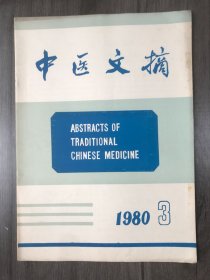 中医文摘
ABSTRACTS OF
TRADITIONAL
CHINESE MEDICINE
1980 3